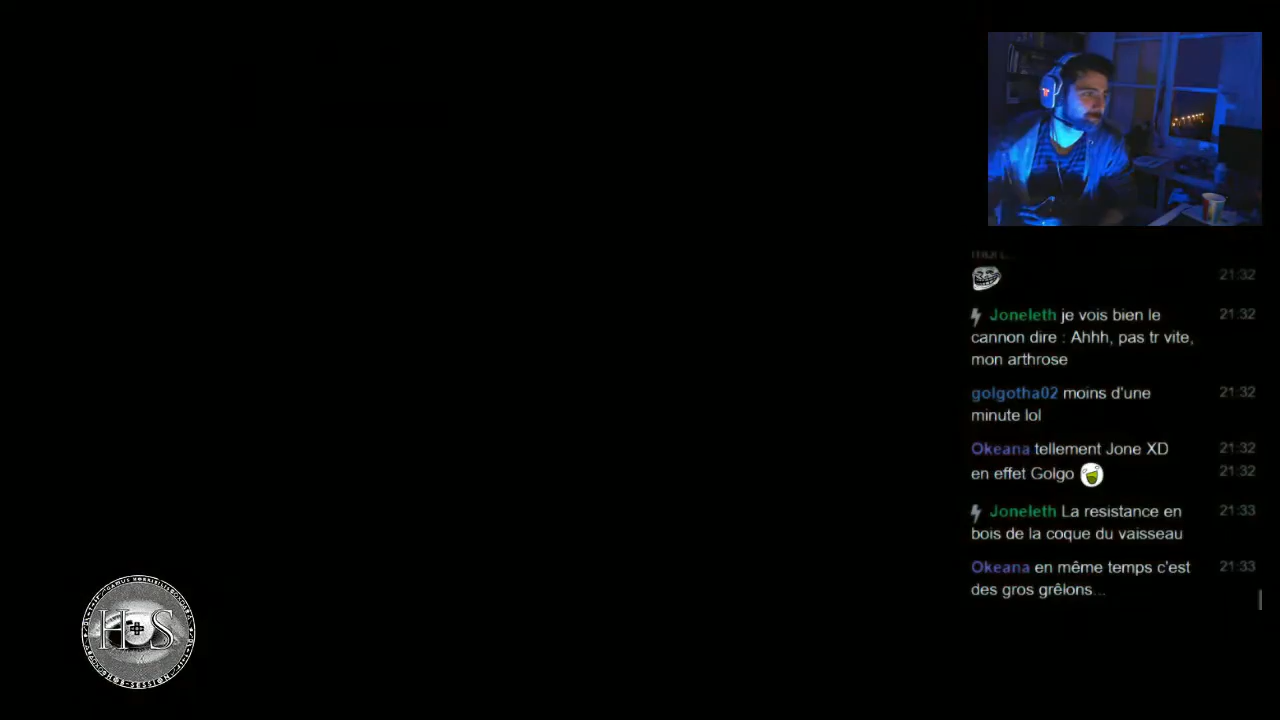 21:32
Joneleth je vois bien le 21:32
cannon dire : Ahhh, pas tr vite,
mon arthrose
golgotha02 moins d'une 21:32
minute lol
Okeana tellement Jone XD 21:32
en effet Golgo 21:32
Joneleth La resistance en 21:33
bois de la coque du vaisseau
Okeana en même temps c'est 21:33
des gros grêlons...
H S